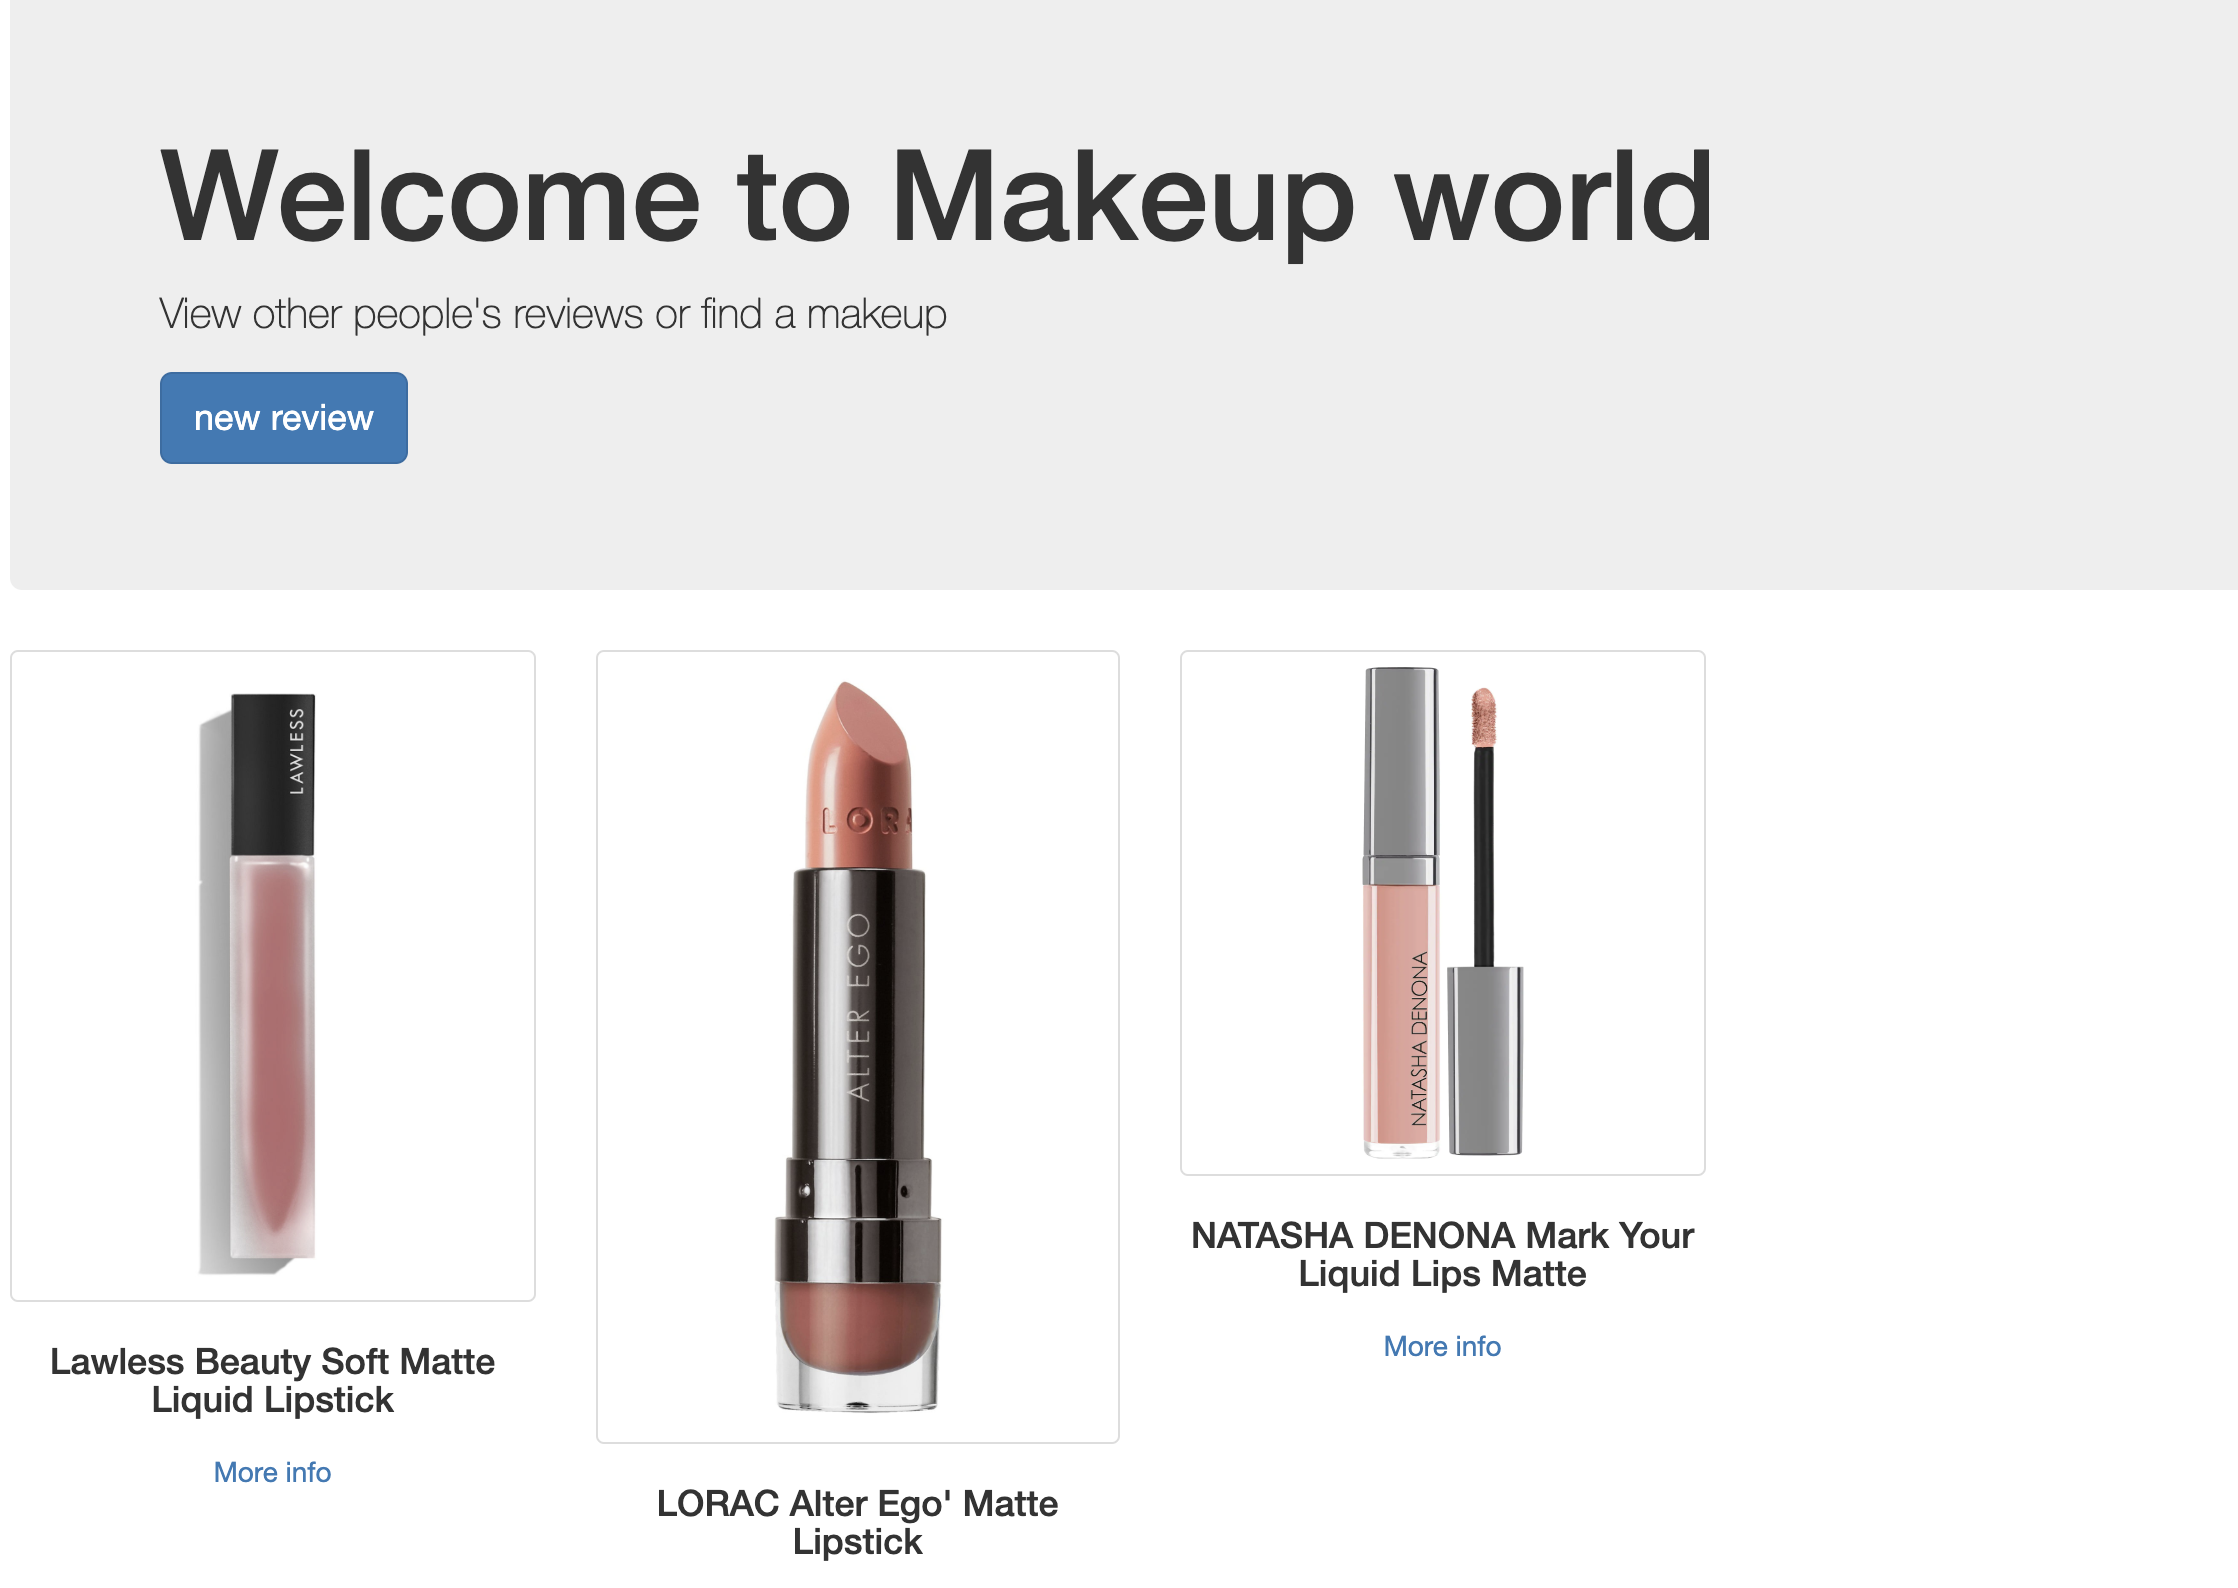 Welcome to Makeup world
View other people's reviews or find a makeup
new review
LAWLESS
Lawless Beauty Soft Matte
Liquid Lipstick
More info
LORA
ALTER EGO
LORAC Alter Ego' Matte
Lipstick
NATASHA DENONA
NATASHA DENONA Mark Your
Liquid Lips Matte
More info